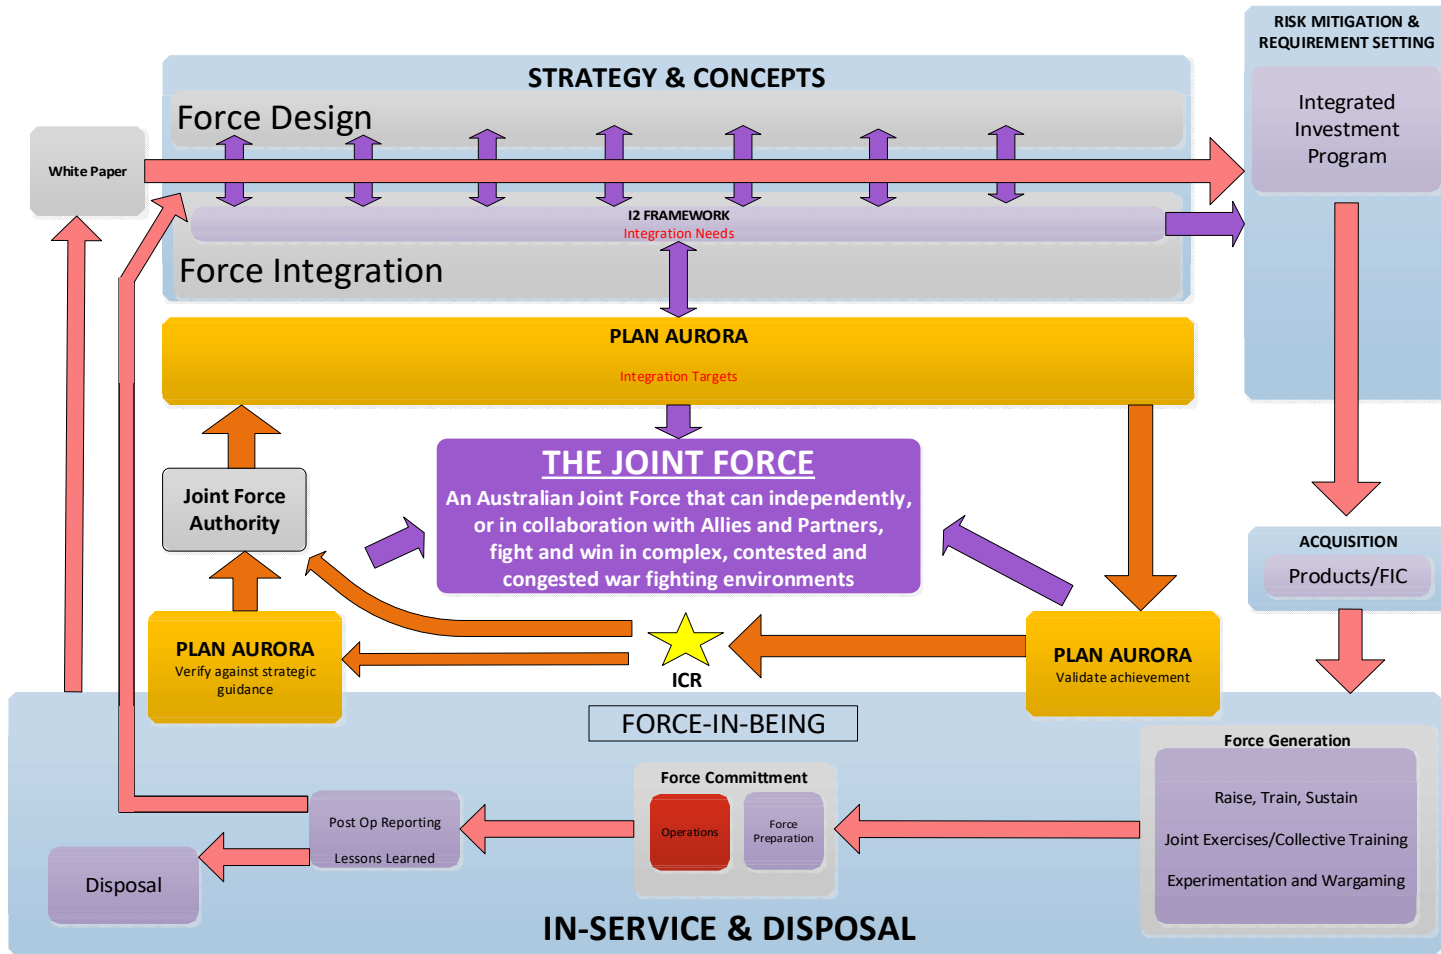 RISK MITIGATION &
REQUIREMENT SETTING
Integrated
Investment
Program
STRATEGY & CONCEPTS
Force Design
White Paper
I2 FRAMEWORK
Integration Needs
Force Integration
PLAN AURORA
Integration Targets
THE JOINT FORCE
An Australian Joint Force that can independently,
or in collaboration with Allies and Partners,
fight and win in complex, contested and
congested war fighting environments
Joint Force
Authority
ACQUISITION
Products/FIC
PLAN AURORA
Verify against strategic
guidance
ICR
PLAN AURORA
Validate achievement
FORCE-IN-BEING
Force Generation
Raise, Train, Sustain
Joint Exercises/Collective Training
Experimentation and Wargaming
Force Committment
Operations
Force
Preparation
Post Op Reporting
Lessons Learned
Disposal
IN-SERVICE & DISPOSAL